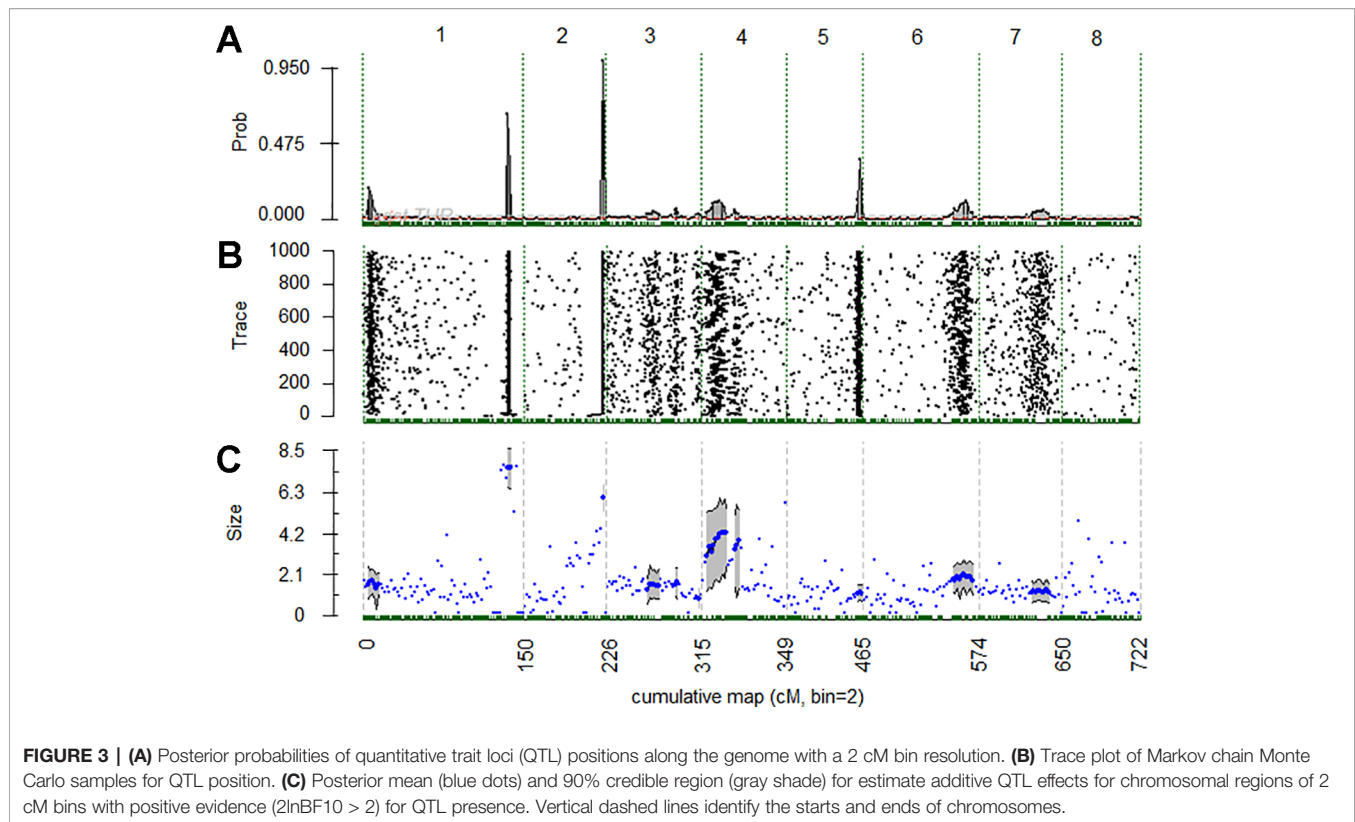 A
1 2 3 4 5 6 7 8
0.950
0.475
0.000
Prob
B
1000
800
600
400
200
0
Trace
C
8.5
6.3
4.2
2.1
0
Size
0 150 226 315 349 465 574 650 722
cumulative map (cM, bin=2)
FIGURE 3 | (A) Posterior probabilities of quantitative trait loci (QTL) positions along the genome with a 2 cM bin resolution. (B) Trace plot of Markov chain Monte
Carlo samples for QTL position. (C) Posterior mean (blue dots) and 90% credible region (gray shade) for estimate additive QTL effects for chromosomal regions of 2
cM bins with positive evidence (2lnBF10 > 2) for QTL presence. Vertical dashed lines identify the starts and ends of chromosomes.